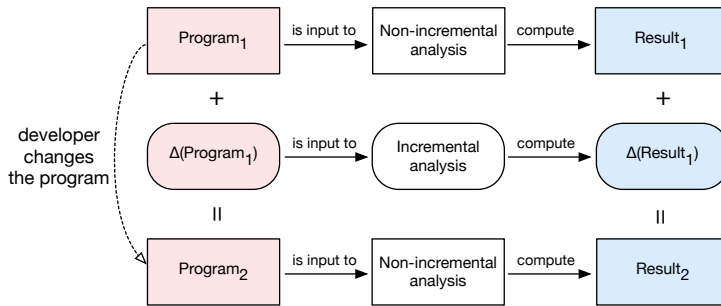 Program₁
is input to
Non-incremental
analysis
compute
Result₁
+
+
developer
changes
the program
Δ(Program₁)
is input to
Incremental
analysis
compute
Δ(Result₁)
=
=
Program₂
is input to
Non-incremental
analysis
compute
Result₂